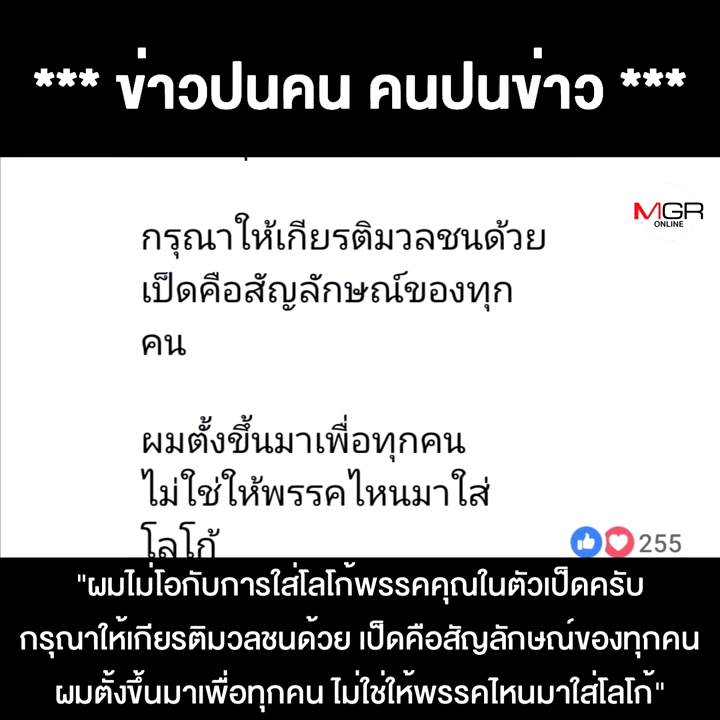 *** ข่าวปนคน คนปนข่าว ***
MGR
ONLINE
กรุณาให้เกียรติมวลชนด้วย
เป็ดคือสัญลักษณ์ของทุก
คน
ผมตั้งขึ้นมาเพื่อทุกคน
ไม่ใช่ให้พรรคไหนมาใส่
โลโก้
255
"ผมไม่โอกับการใส่โลโก้พรรคคุณในตัวเป็ดครับ
กรุณาให้เกียรติมวลชนด้วย เป็ดคือสัญลักษณ์ของทุกคน
ผมตั้งขึ้นมาเพื่อทุกคน ไม่ใช่ให้พรรคไหนมาใส่โลโก้"